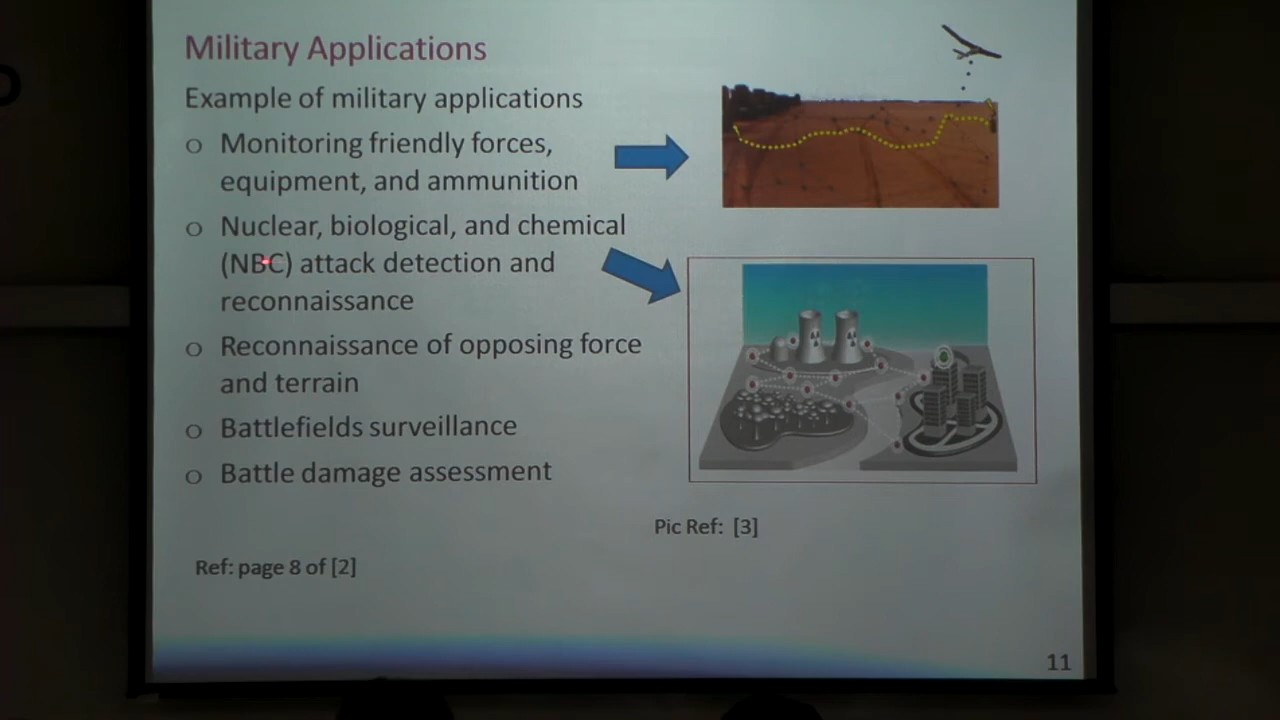 Military Applications
Example of military applications
o Monitoring friendly forces,
equipment, and ammunition
o Nuclear, biological, and chemical
(NBC) attack detection and
reconnaissance
o Reconnaissance of opposing force
and terrain
o Battlefields surveillance
o Battle damage assessment
Pic Ref: [3]
Ref: page 8 of [2]
11